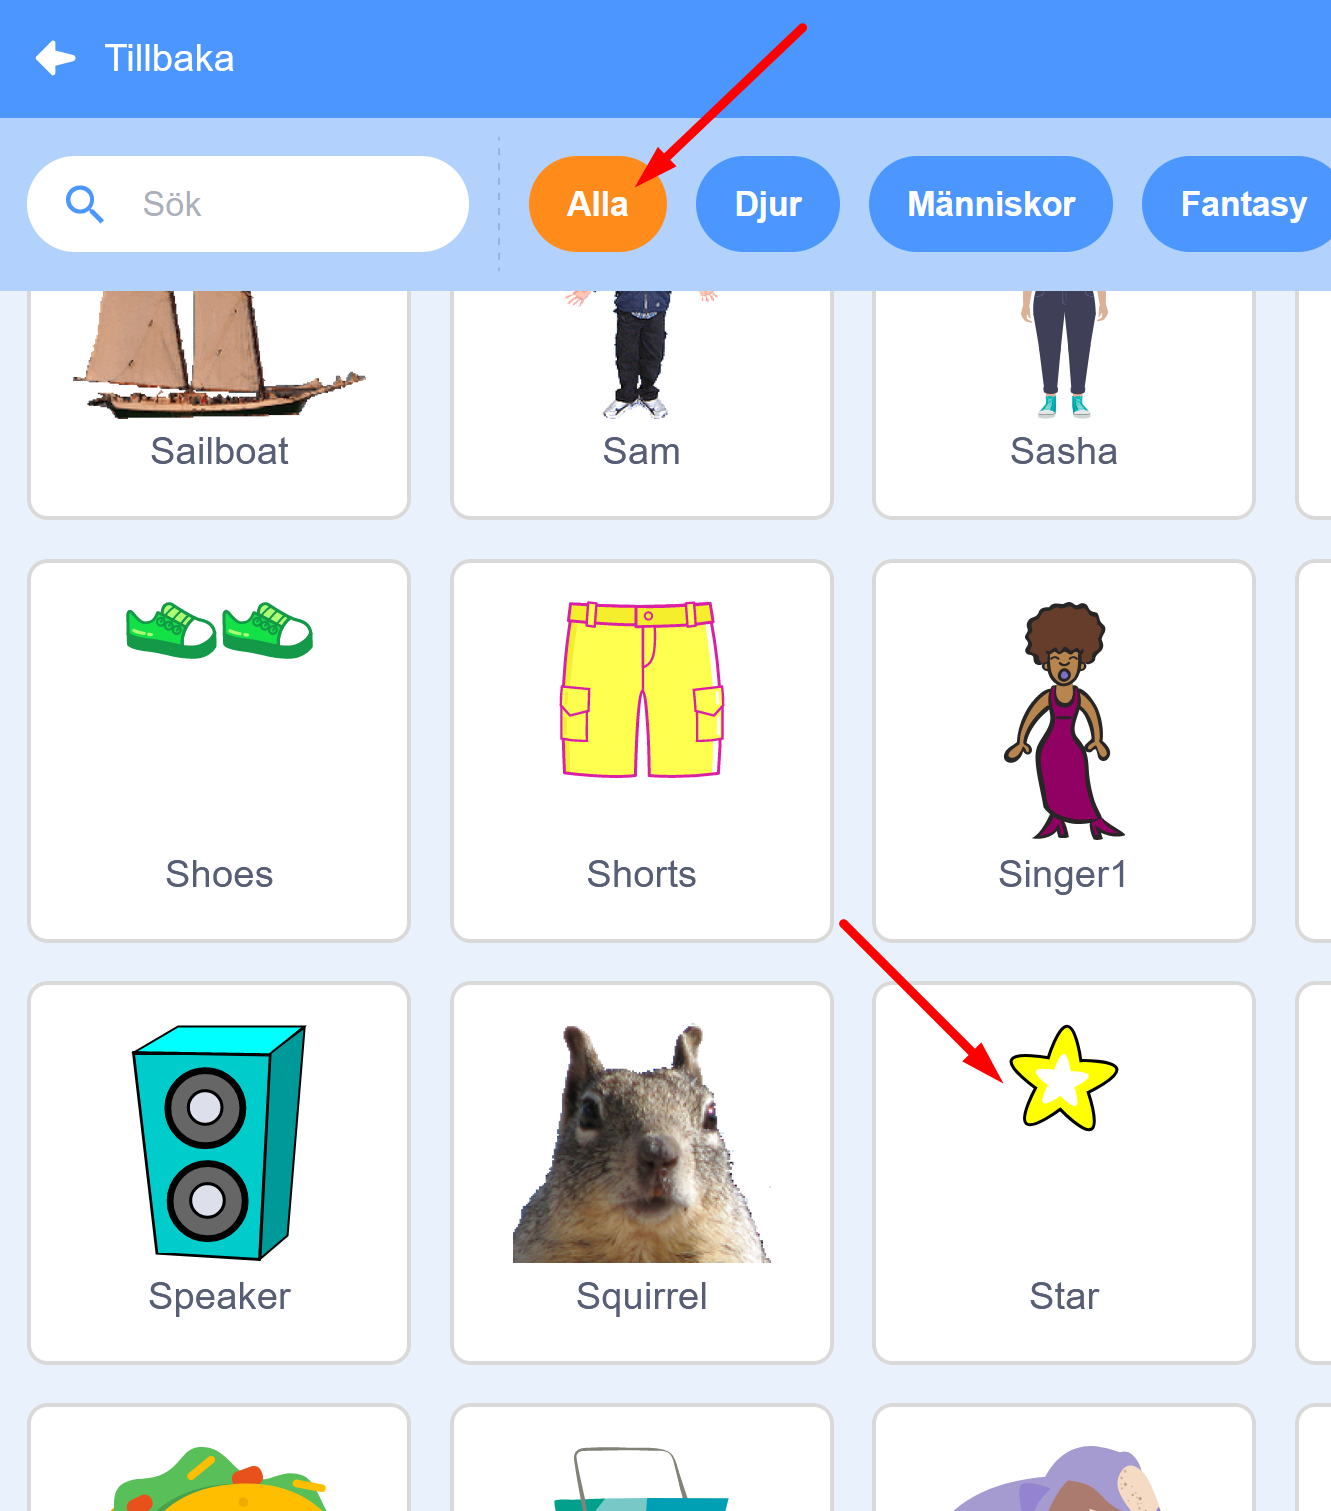 Tillbaka
Sök
Alla
Djur
Människor
Fantasy
Sailboat
Sam
Sasha
Shoes
Shorts
Singer1
Speaker
Squirrel
Star